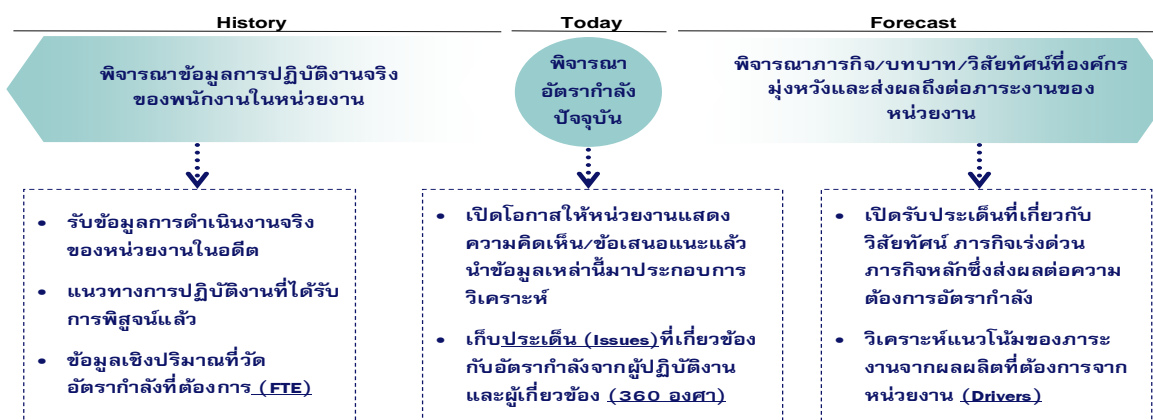 History
Today
Forecast
พิจารณาข้อมูลการปฏิบัติงานจริง
ของพนักงานในหน่วยงาน
พิจารณา
อัตรากำลัง
ปัจจุบัน
พิจารณาภารกิจ/บทบาท/วิสัยทัศน์ที่องค์กร
มุ่งหวังและส่งผลถึงต่อภาระงานของ
หน่วยงาน
• รับข้อมูลการดำเนินงานจริง
ของหน่วยงานในอดีต
• แนวทางการปฏิบัติงานที่ได้รับ
การพิสูจน์แล้ว
• ข้อมูลเชิงปริมาณที่วัด
อัตรากำลังที่ต้องการ (FTE)
• เปิดโอกาสให้หน่วยงานแสดง
ความคิดเห็น/ข้อเสนอแนะแล้ว
นำข้อมูลเหล่านี้มาประกอบการ
วิเคราะห์
• เก็บประเด็น (Issues)ที่เกี่ยวข้อง
กับอัตรากำลังจากผู้ปฏิบัติงาน
และผู้เกี่ยวข้อง (360 องศา)
• เปิดรับประเด็นที่เกี่ยวกับ
วิสัยทัศน์ ภารกิจเร่งด่วน
ภารกิจหลักซึ่งส่งผลต่อความ
ต้องการอัตรากำลัง
• วิเคราะห์แนวโน้มของภาระ
งานจากผลผลิตที่ต้องการจาก
หน่วยงาน (Drivers)